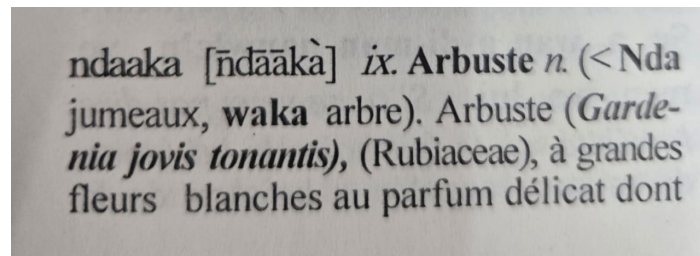 ndaaka [n̄dāākà] ix. Arbuste n. (< Nda
jumeaux, waka arbre). Arbuste (Garde-
nia jovis tonantis), (Rubiaceae), à grandes
fleurs blanches au parfum délicat dont